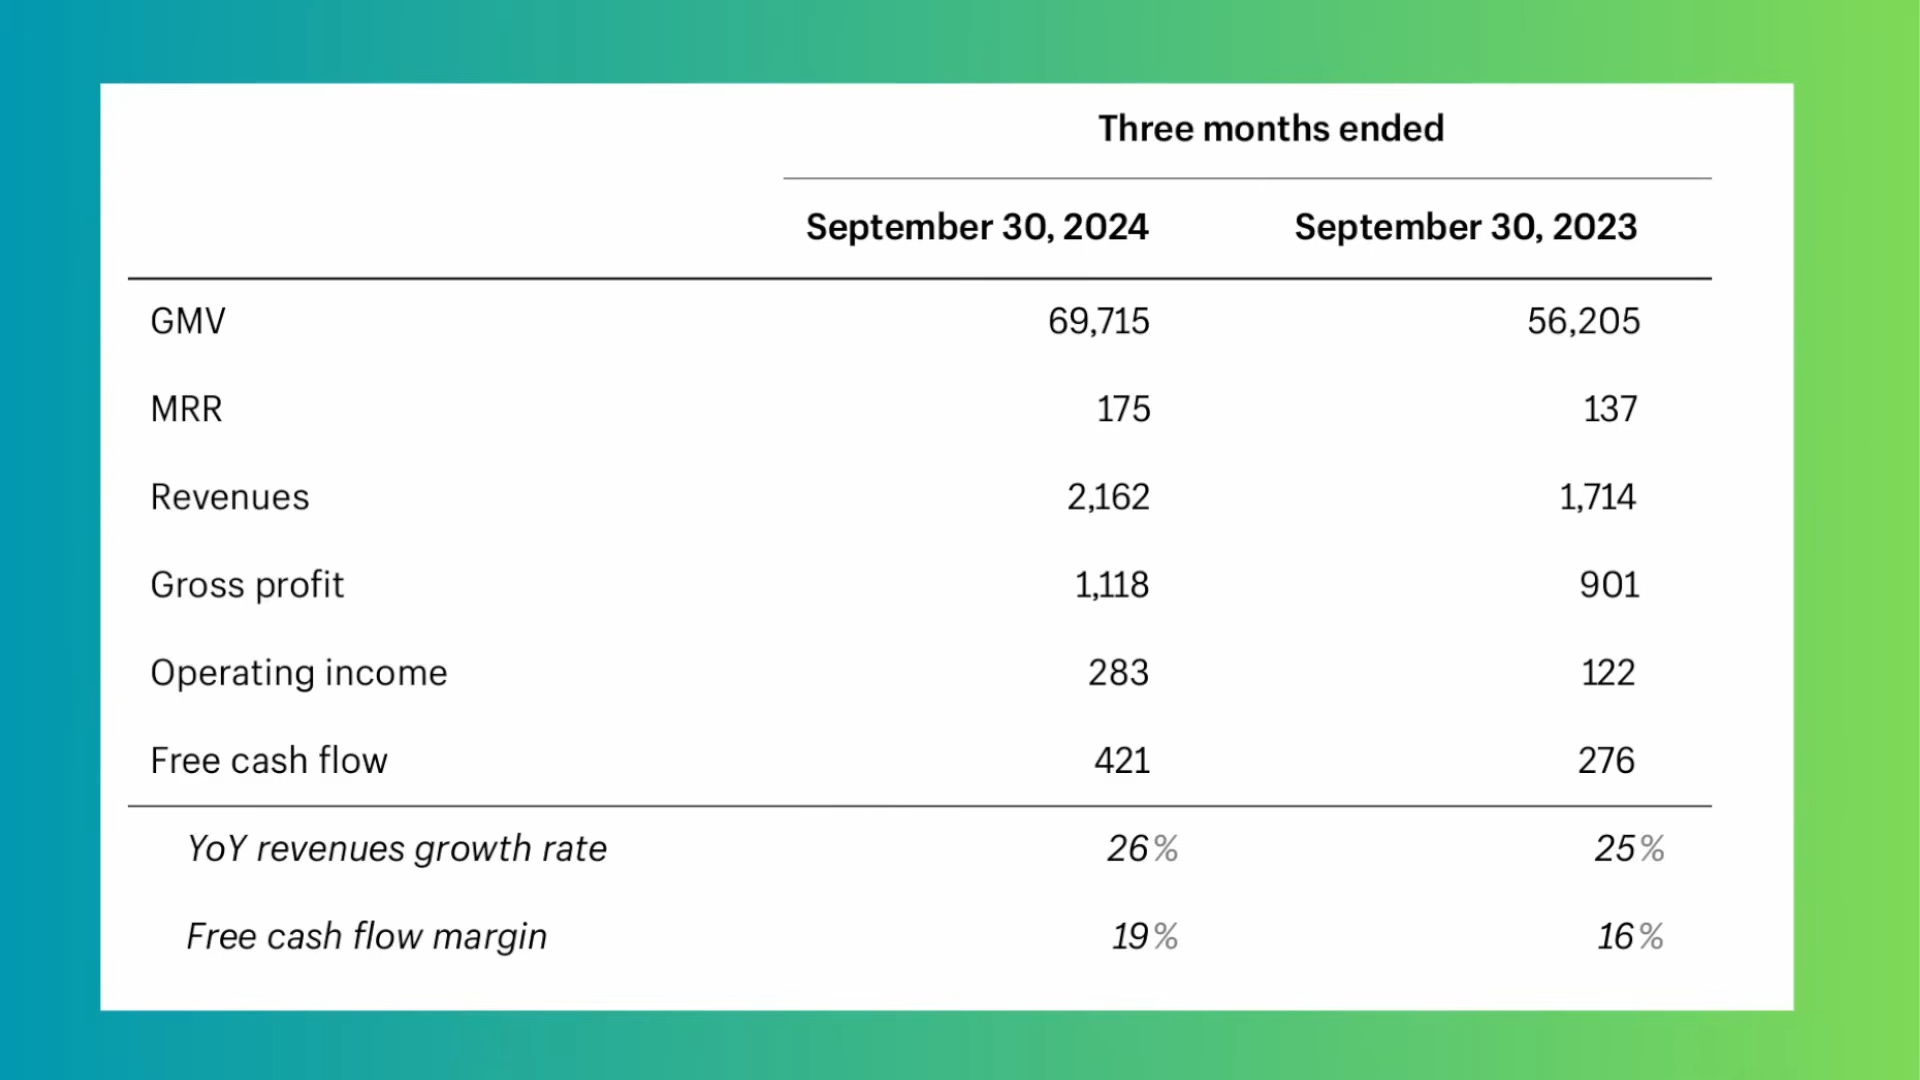 Three months ended
September 30, 2024 September 30, 2023
GMV 69,715 56,205
MRR 175 137
Revenues 2,162 1,714
Gross profit 1,118 901
Operating income 283 122
Free cash flow 421 276
YoY revenues growth rate 26% 25%
Free cash flow margin 19% 16%